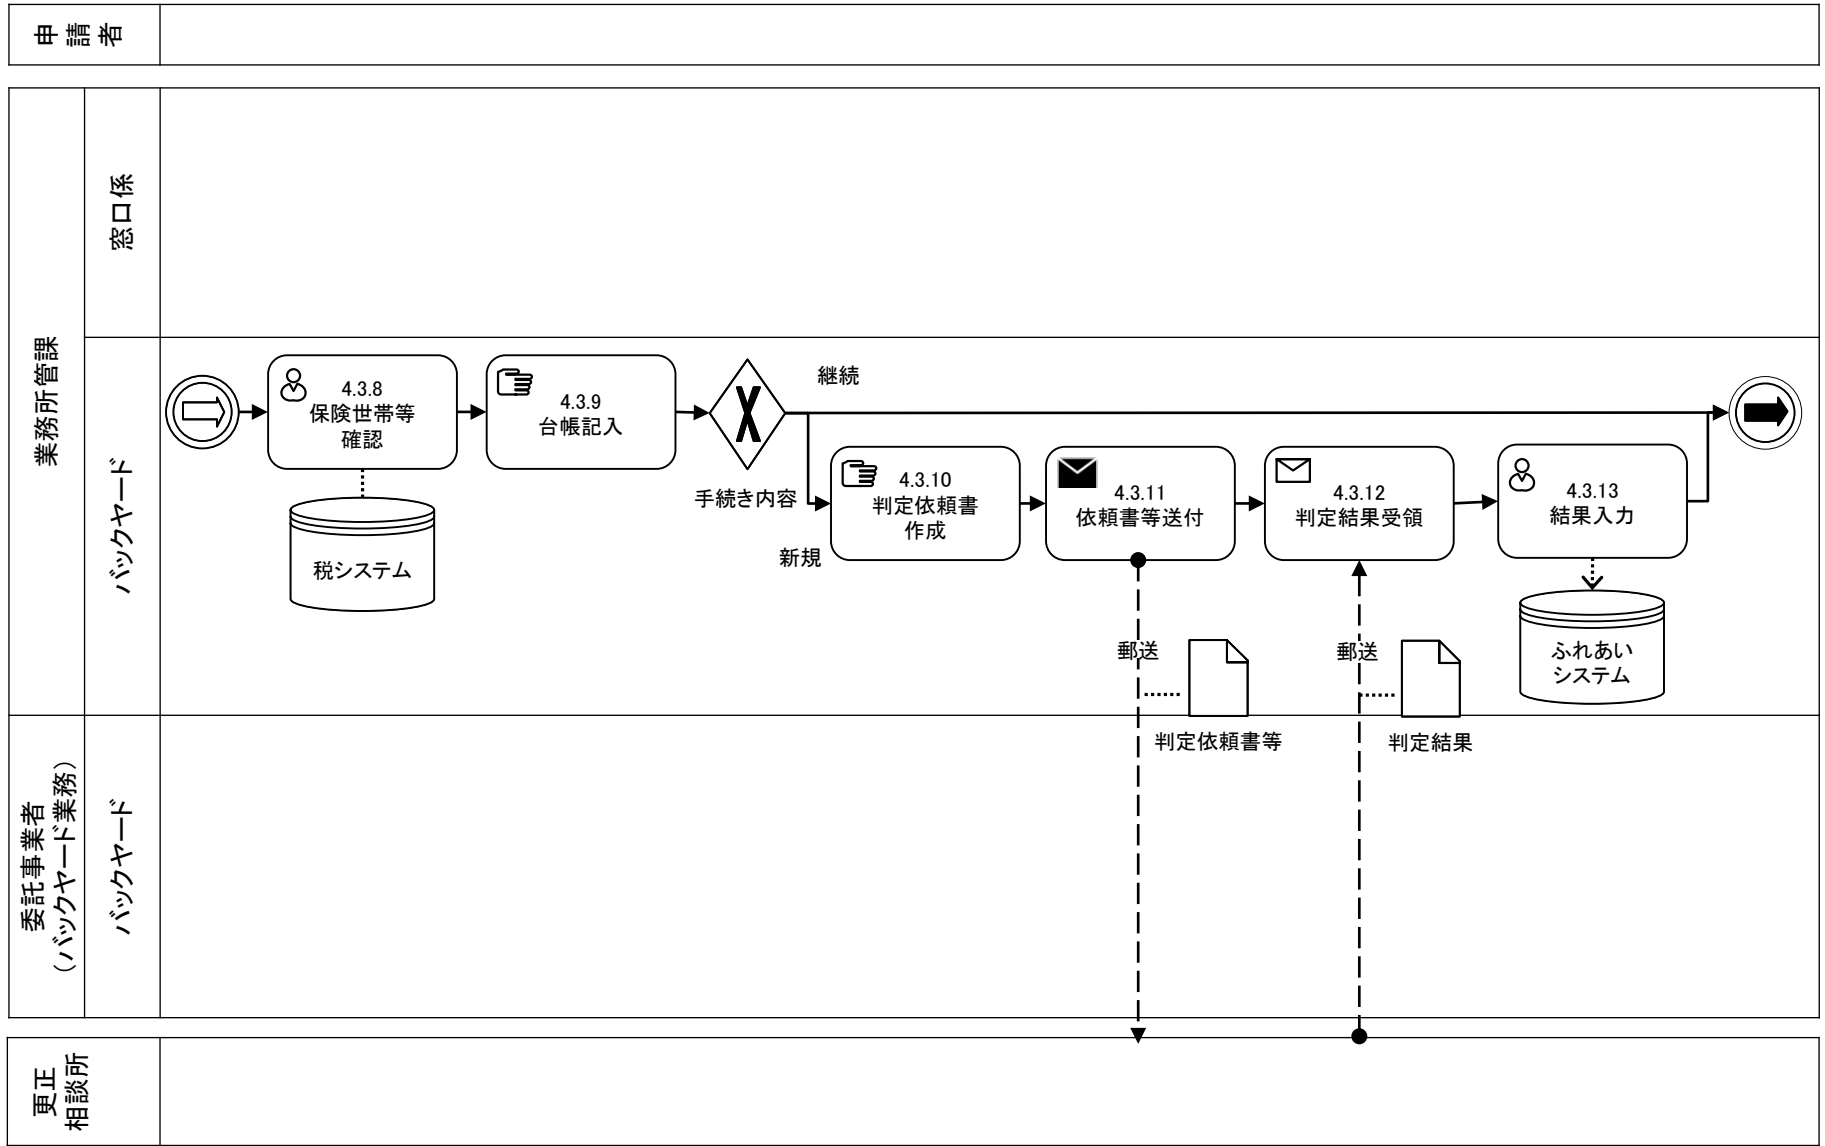 申請者
業務所管課
窓口係
バックヤード
4.3.8
保険世帯等
確認
税システム
4.3.9
台帳記入
継続
手続き内容
新規
4.3.10
判定依頼書
作成
4.3.11
依頼書等送付
4.3.12
判定結果受領
4.3.13
結果入力
ふれあい
システム
郵送
判定依頼書等
郵送
判定結果
委託事業者
（バックヤード業務）
バックヤード
更正
相談所